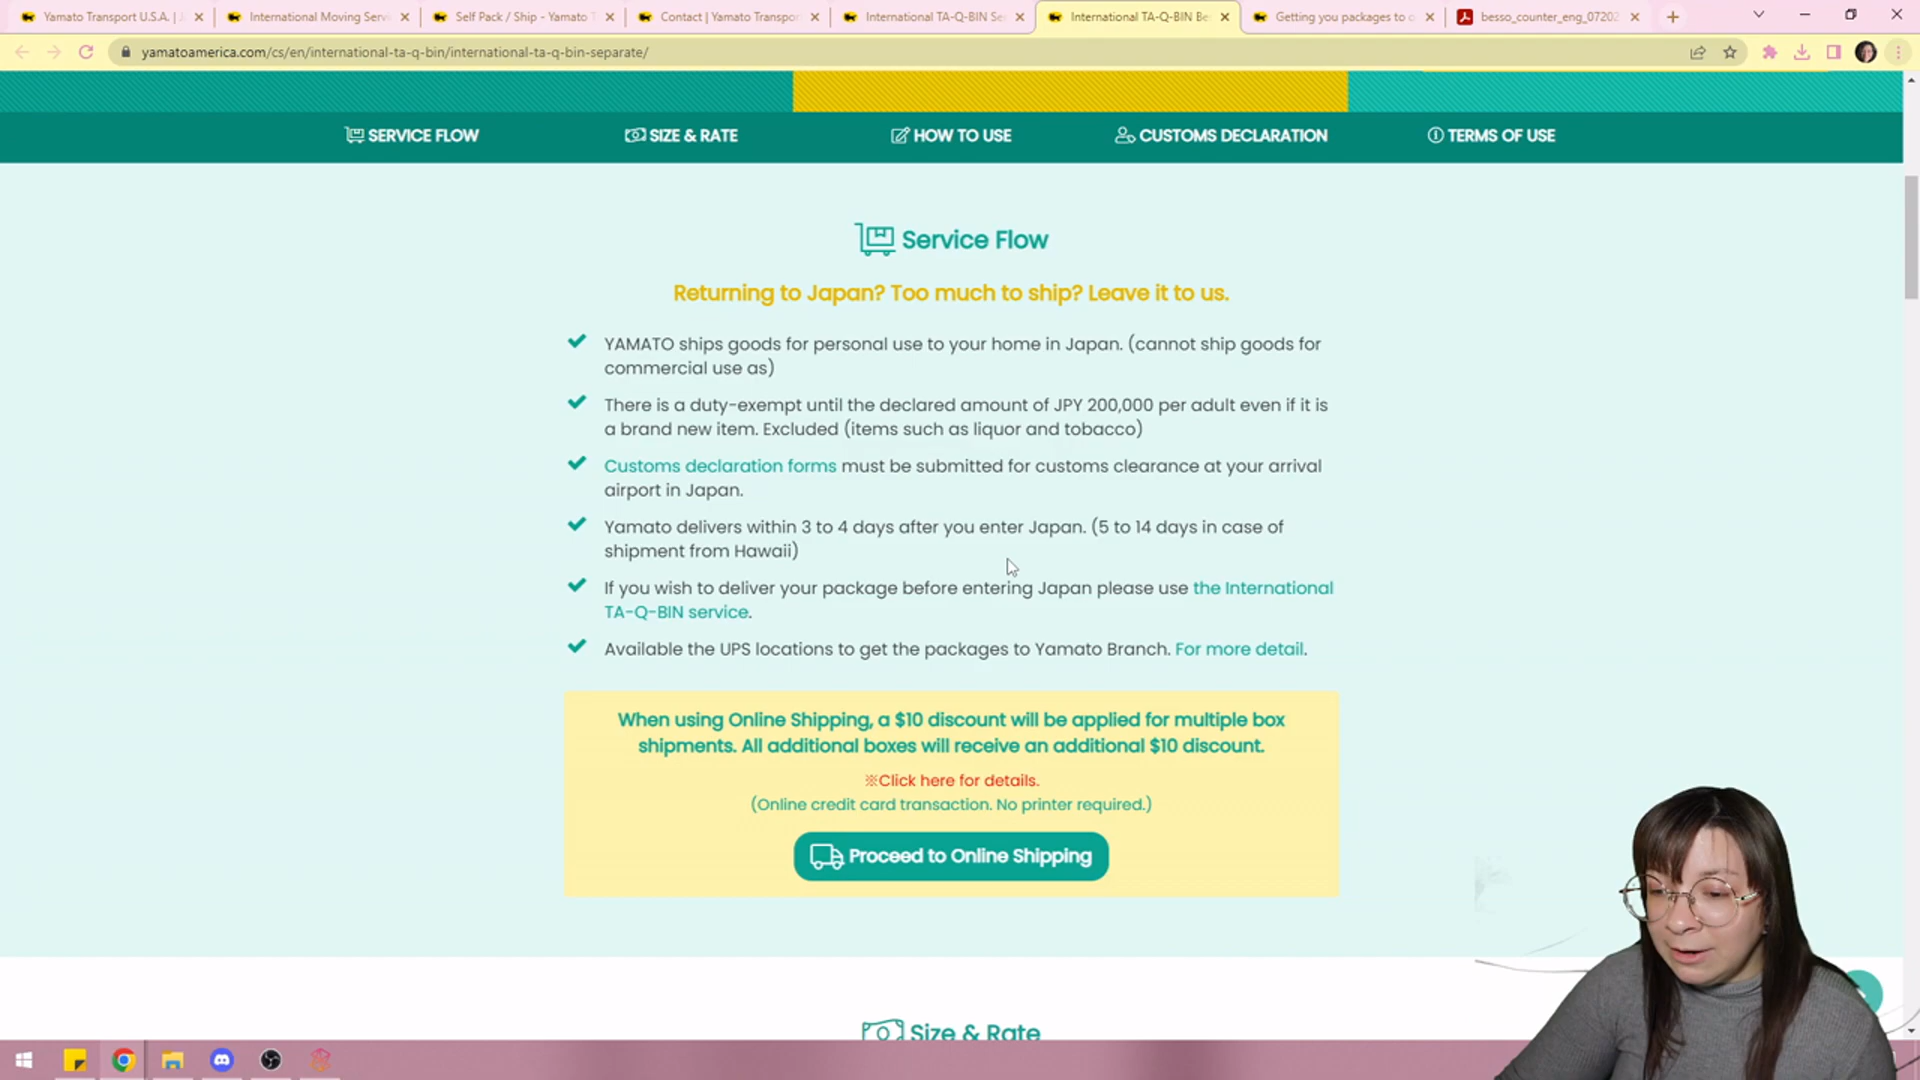 Yamato Transport U.S.A. | J
International Moving Servi
Self Pack / Ship - Yamato T
Contact | Yamato Transpor
International TA-Q-BIN Se
International TA-Q-BIN Be
Getting you packages to o
besso_counter_eng_0720
yamatoamerica.com/cs/en/international-ta-q-bin/international-ta-q-bin-separate/
SERVICE FLOW
SIZE & RATE
HOW TO USE
CUSTOMS DECLARATION
TERMS OF USE
Service Flow
Returning to Japan? Too much to ship? Leave it to us.
YAMATO ships goods for personal use to your home in Japan. (cannot ship goods for
commercial use as)
There is a duty-exempt until the declared amount of JPY 200,000 per adult even if it is
a brand new item. Excluded (items such as liquor and tobacco)
Customs declaration forms must be submitted for customs clearance at your arrival
airport in Japan.
Yamato delivers within 3 to 4 days after you enter Japan. (5 to 14 days in case of
shipment from Hawaii)
If you wish to deliver your package before entering Japan please use the International
TA-Q-BIN service.
Available the UPS locations to get the packages to Yamato Branch. For more detail.
When using Online Shipping, a $10 discount will be applied for multiple box
shipments. All additional boxes will receive an additional $10 discount.
※Click here for details.
(Online credit card transaction. No printer required.)
Proceed to Online Shipping
Size & Rate